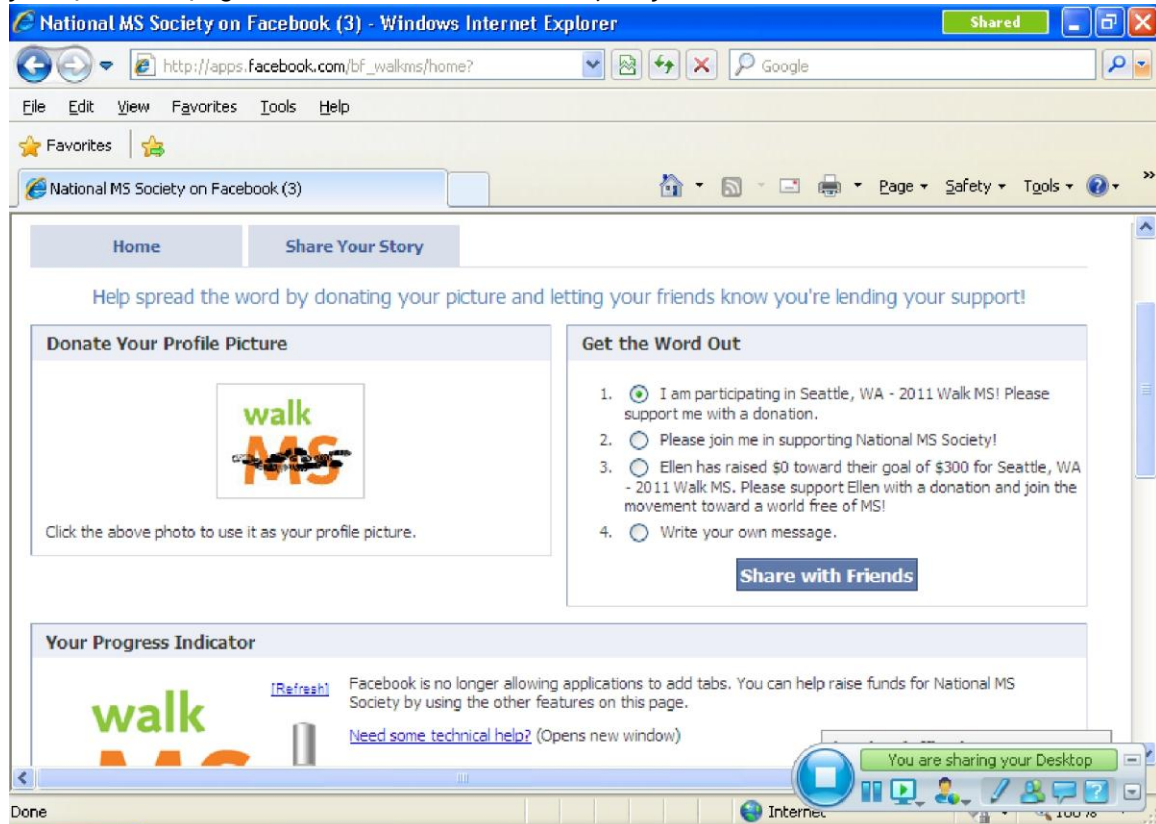 National MS Society on Facebook (3) - Windows Internet Explorer
Shared
http://apps.facebook.com/bf_walkms/home?
Google
File Edit View Favorites Tools Help
Favorites
National MS Society on Facebook (3)
Page Safety Tools
Home Share Your Story
Help spread the word by donating your picture and letting your friends know you're lending your support!
Donate Your Profile Picture
walk
MS
Click the above photo to use it as your profile picture.
Get the Word Out
1. I am participating in Seattle, WA - 2011 Walk MS! Please
support me with a donation.
2. Please join me in supporting National MS Society!
3. Ellen has raised $0 toward their goal of $300 for Seattle, WA
- 2011 Walk MS. Please support Ellen with a donation and join the
movement toward a world free of MS!
4. Write your own message.
Share with Friends
Your Progress Indicator
walk
MS
[Refresh]
Facebook is no longer allowing applications to add tabs. You can help raise funds for National MS
Society by using the other features on this page.
Need some technical help? (Opens new window)
You are sharing your Desktop
Done
Internet
100%